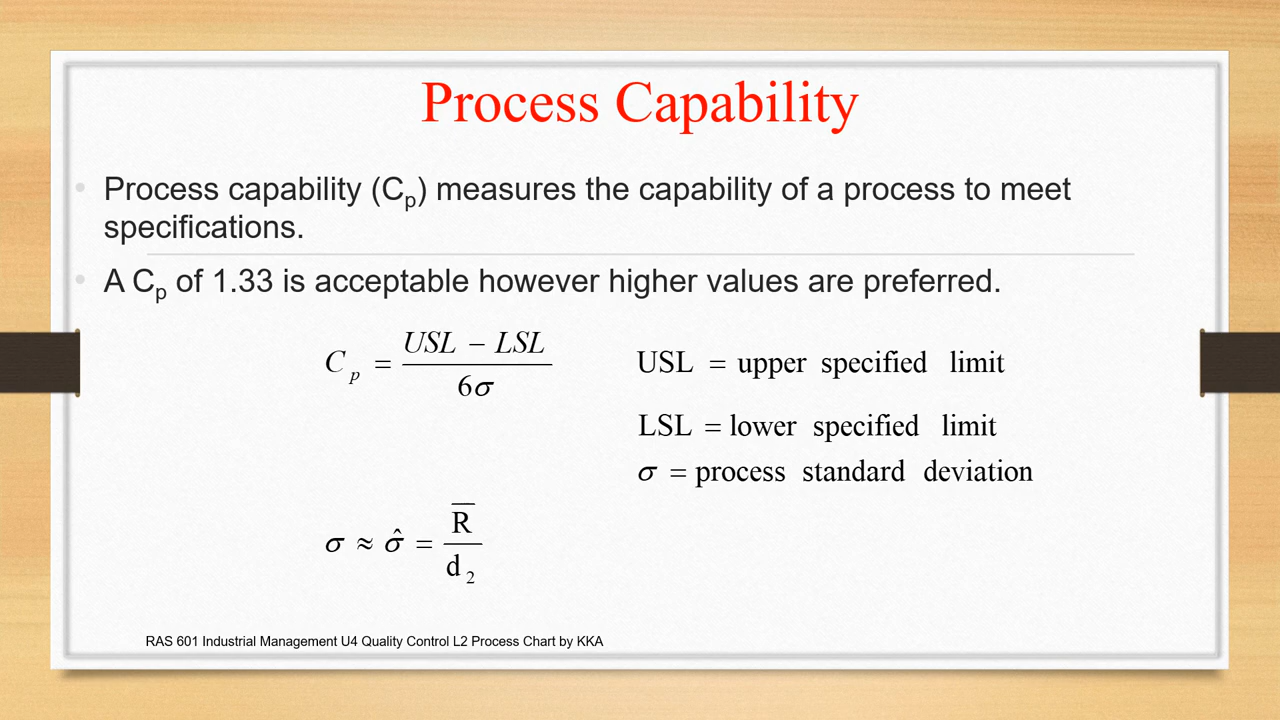 Process Capability
• Process capability (Cp) measures the capability of a process to meet
specifications.
• A Cp of 1.33 is acceptable however higher values are preferred.
C p = USL − LSL / 6σ
USL = upper specified limit
LSL = lower specified limit
σ = process standard deviation
σ ≈ σ̂ = R̄ / d 2
RAS 601 Industrial Management U4 Quality Control L2 Process Chart by KKA